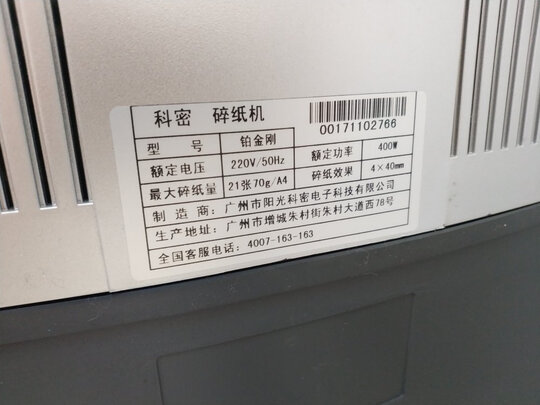 科密 碎纸机
00171102766
型 号 铂金刚 额定功率 400W
额定电压 220V/50Hz 碎纸效果 4×40mm
最大碎纸量 21张70g/A4
制 造 商：广州市阳光科密电子科技有限公司
生产地址：广州市增城朱村街朱村大道西78号
全国客服电话：4007-163-163